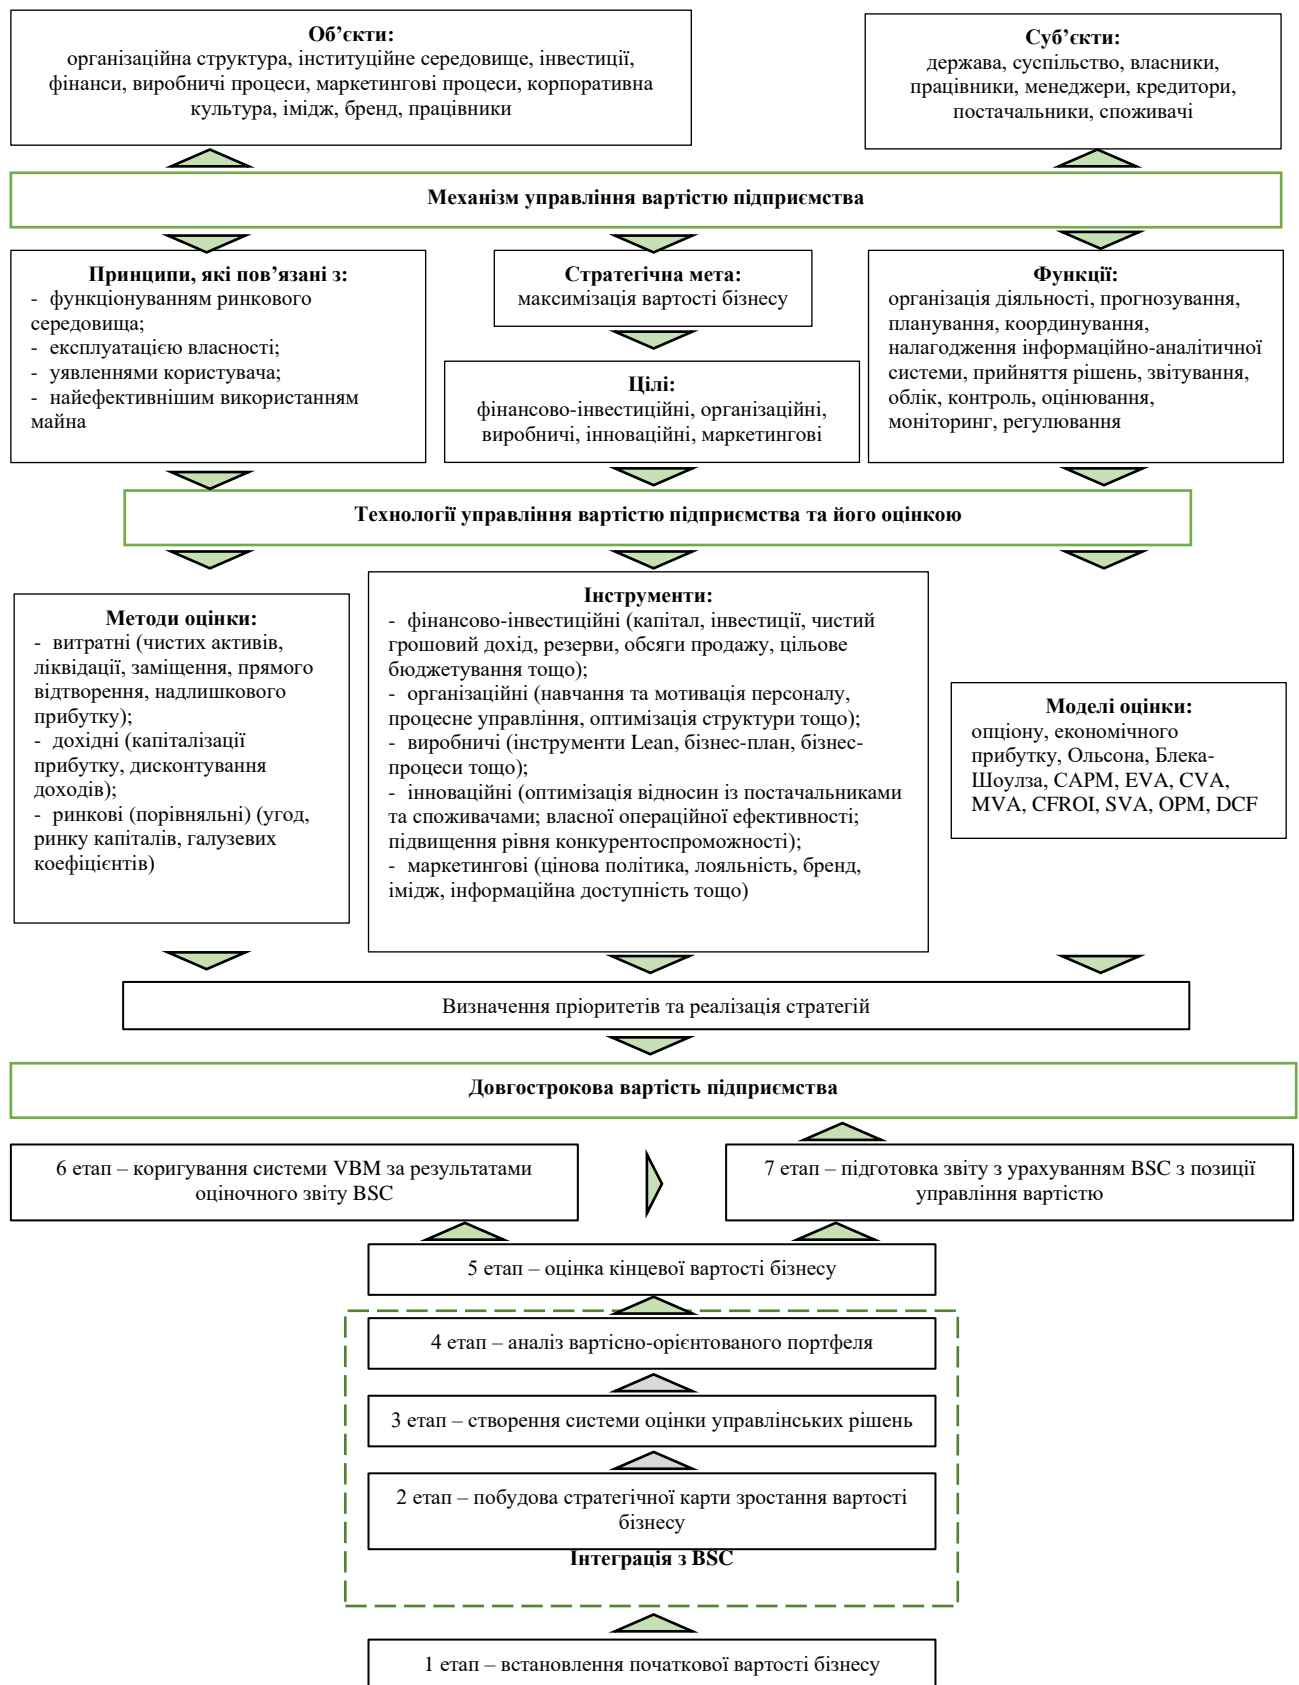 Об’єкти:
організаційна структура, інституційне середовище, інвестиції,
фінанси, виробничі процеси, маркетингові процеси, корпоративна
культура, імідж, бренд, працівники
Суб’єкти:
держава, суспільство, власники,
працівники, менеджери, кредитори,
постачальники, споживачі
Механізм управління вартістю підприємства
Принципи, які пов’язані з:
- функціонуванням ринкового
середовища;
- експлуатацією власності;
- уявленнями користувача;
- найефективнішим використанням
майна
Стратегічна мета:
максимізація вартості бізнесу
Цілі:
фінансово-інвестиційні, організаційні,
виробничі, інноваційні, маркетингові
Функції:
організація діяльності, прогнозування,
планування, координування,
налагодження інформаційно-аналітичної
системи, прийняття рішень, звітування,
облік, контроль, оцінювання,
моніторинг, регулювання
Технології управління вартістю підприємства та його оцінкою
Методи оцінки:
- витратні (чистих активів,
ліквідації, заміщення, прямого
відтворення, надлишкового
прибутку);
- дохідні (капіталізації
прибутку, дисконтування
доходів);
- ринкові (порівняльні) (угод,
ринку капіталів, галузевих
коефіцієнтів)
Інструменти:
- фінансово-інвестиційні (капітал, інвестиції, чистий
грошовий дохід, резерви, обсяги продажу, цільове
бюджетування тощо);
- організаційні (навчання та мотивація персоналу,
процесне управління, оптимізація структури тощо);
- виробничі (інструменти Lean, бізнес-план, бізнес-
процеси тощо);
- інноваційні (оптимізація відносин із постачальниками
та споживачами; власної операційної ефективності;
підвищення рівня конкурентоспроможності);
- маркетингові (цінова політика, лояльність, бренд,
імідж, інформаційна доступність тощо)
Моделі оцінки:
опціону, економічного
прибутку, Ольсона, Блека-
Шоулза, CAPM, EVA, CVA,
MVA, CFROI, SVA, OPM, DCF
Визначення пріоритетів та реалізація стратегій
Довгострокова вартість підприємства
6 етап – коригування системи VBM за результатами
оціночного звіту BSC
7 етап – підготовка звіту з урахуванням BSC з позиції
управління вартістю
5 етап – оцінка кінцевої вартості бізнесу
4 етап – аналіз вартісно-орієнтованого портфеля
3 етап – створення системи оцінки управлінських рішень
2 етап – побудова стратегічної карти зростання вартості
бізнесу
Інтеграція з BSC
1 етап – встановлення початкової вартості бізнесу